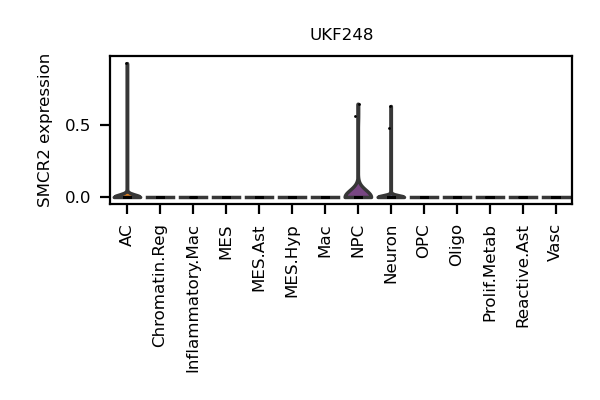 UKF248
SMCR2 expression
0.5
0.0
AC
Chromatin.Reg
Inflammatory.Mac
MES
MES.Ast
MES.Hyp
Mac
NPC
Neuron
OPC
Oligo
Prolif.Metab
Reactive.Ast
Vasc